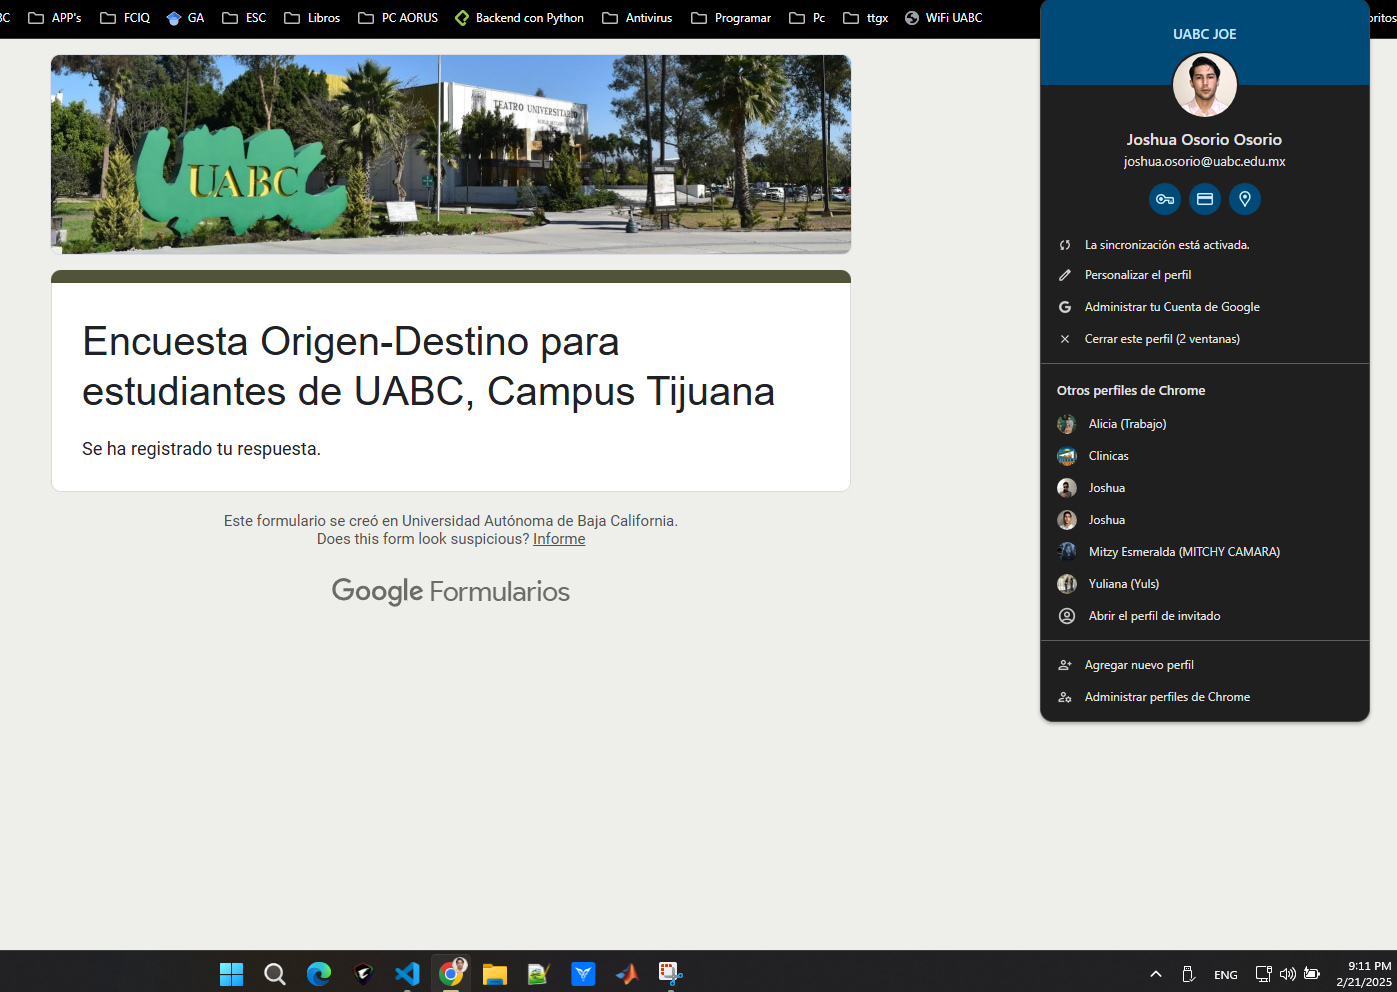 BC
APP's
FCIQ
GA
ESC
Libros
PC AORUS
Backend con Python
Antivirus
Programar
Pc
ttgx
WiFi UABC
oritos
UABC
TEATRO UNIVERSITARIO
Encuesta Origen-Destino para
estudiantes de UABC, Campus Tijuana
Se ha registrado tu respuesta.
Este formulario se creó en Universidad Autónoma de Baja California.
Does this form look suspicious? Informe
Google Formularios
UABC JOE
Joshua Osorio Osorio
joshua.osorio@uabc.edu.mx
La sincronización está activada.
Personalizar el perfil
Administrar tu Cuenta de Google
Cerrar este perfil (2 ventanas)
Otros perfiles de Chrome
Alicia (Trabajo)
Clinicas
Joshua
Joshua
Mitzy Esmeralda (MITCHY CAMARA)
Yuliana (Yuls)
Abrir el perfil de invitado
Agregar nuevo perfil
Administrar perfiles de Chrome
ENG
9:11 PM
2/21/2025